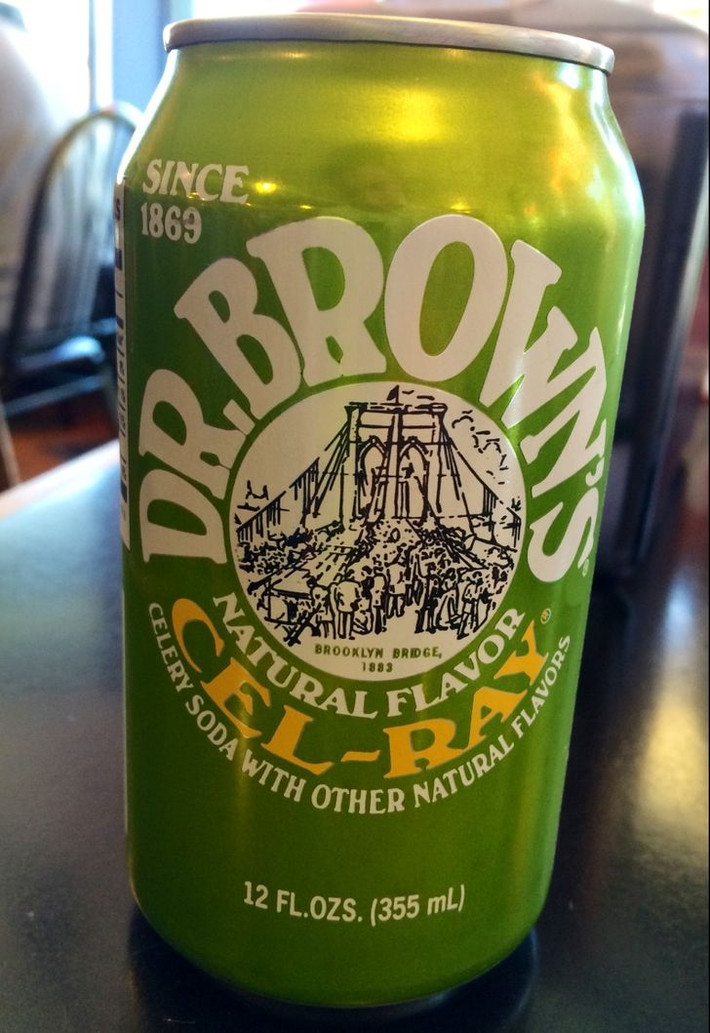 SINCE
1869
DR. BROWN'S®
BROOKLYN BRIDGE,
1883
NATURAL FLAVOR
CEL-RAY®
CELERY SODA WITH OTHER NATURAL FLAVORS
12 FL.OZS. (355 mL)